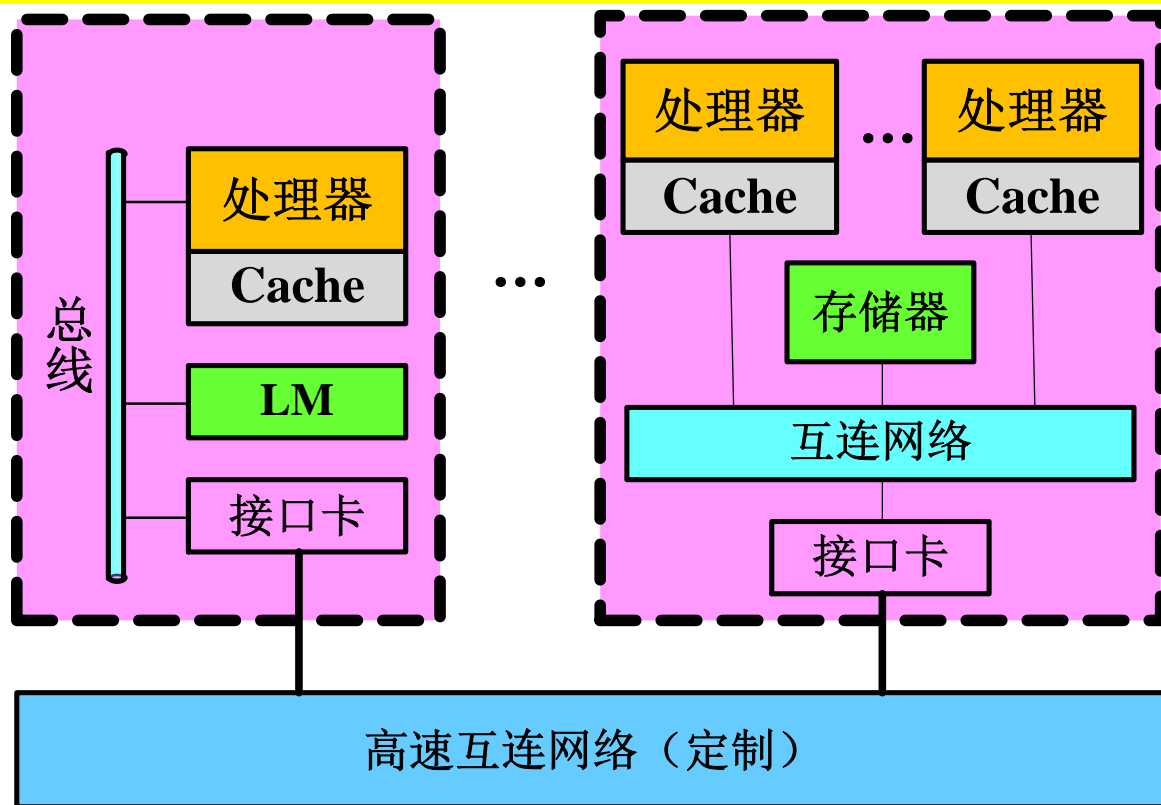 总线
处理器
Cache
LM
接口卡
...
处理器
Cache
...
处理器
Cache
存储器
互连网络
接口卡
高速互连网络（定制）